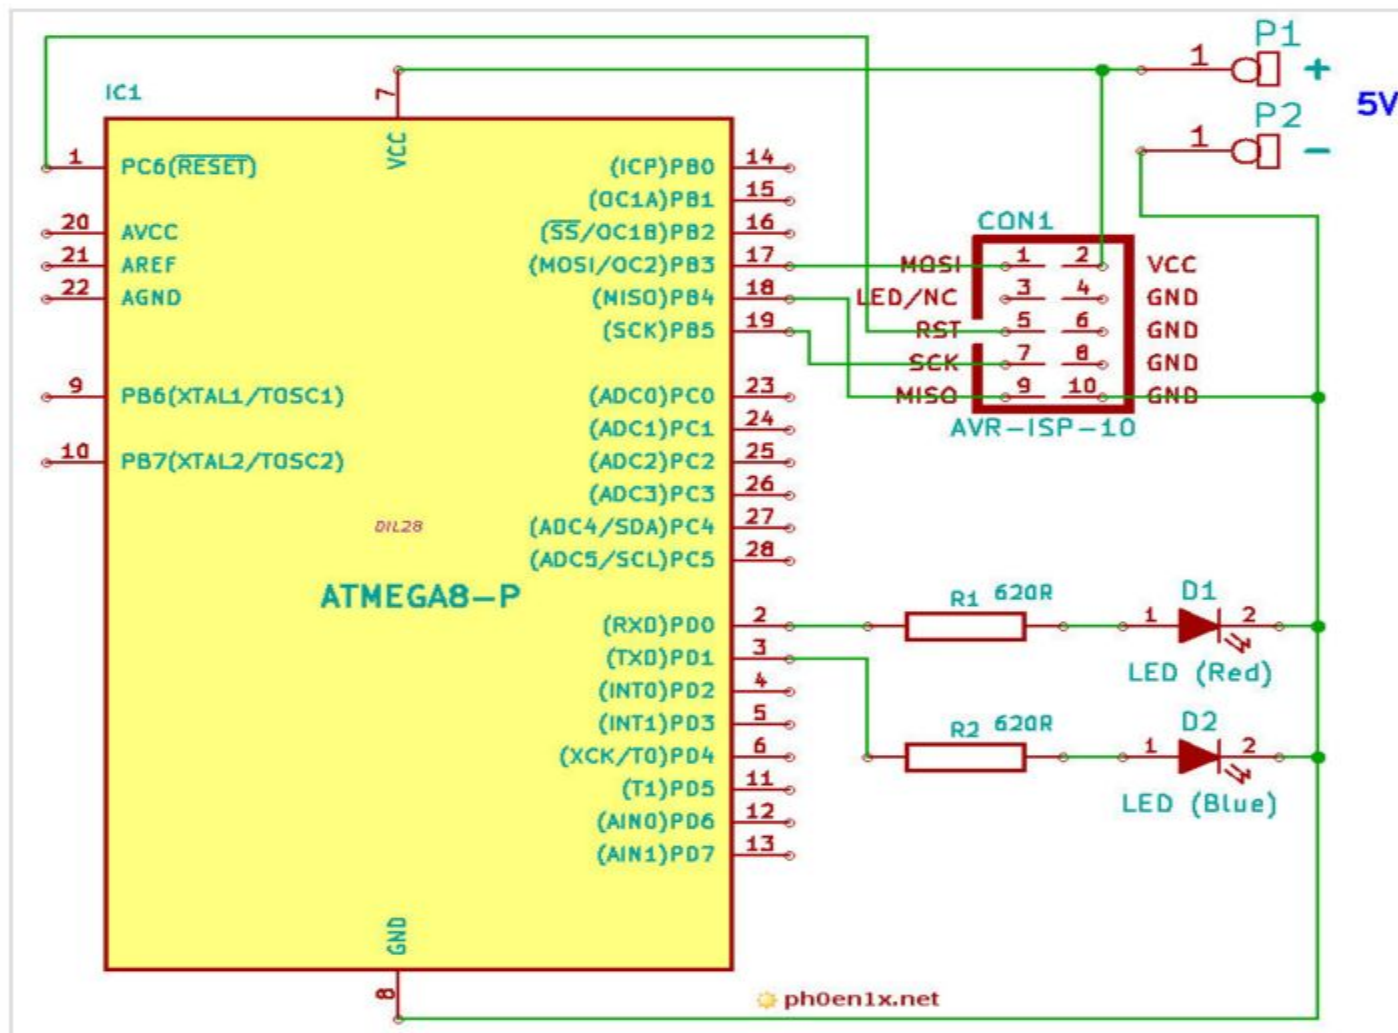 P1
1
+
5V
P2
1
-
IC1
7
VCC
1 PC6(RESET)
20 AVCC
21 AREF
22 AGND
9 PB6(XTAL1/TOSC1)
10 PB7(XTAL2/TOSC2)
DIL28
ATMEGA8-P
GND
8
(ICP)PB0 14
(OC1A)PB1 15
(SS/OC1B)PB2 16
(MOSI/OC2)PB3 17
(MISO)PB4 18
(SCK)PB5 19
(ADC0)PC0 23
(ADC1)PC1 24
(ADC2)PC2 25
(ADC3)PC3 26
(ADC4/SDA)PC4 27
(ADC5/SCL)PC5 28
(RXD)PD0 2
(TXD)PD1 3
(INT0)PD2 4
(INT1)PD3 5
(XCK/T0)PD4 6
(T1)PD5 11
(AIN0)PD6 12
(AIN1)PD7 13
CON1
MOSI 1 2 VCC
LED/NC 3 4 GND
RST 5 6 GND
SCK 7 8 GND
MISO 9 10 GND
AVR-ISP-10
R1 620R
D1
1 2
LED (Red)
R2 620R
D2
1 2
LED (Blue)
ph0en1x.net